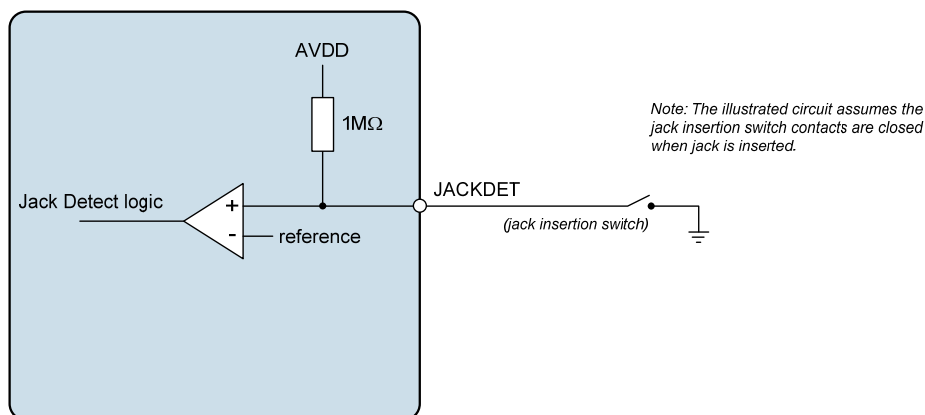 AVDD
1MΩ
Note: The illustrated circuit assumes the
jack insertion switch contacts are closed
when jack is inserted.
Jack Detect logic
+
-
reference
JACKDET
(jack insertion switch)